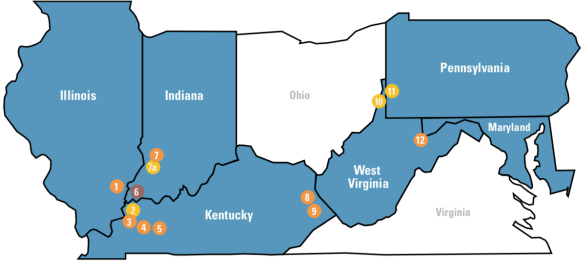 Pennsylvania
11
10
Illinois
Indiana
Ohio
Maryland
12
7
7a
West
Virginia
1
6
8
2
Kentucky
9
Virginia
3
4
5